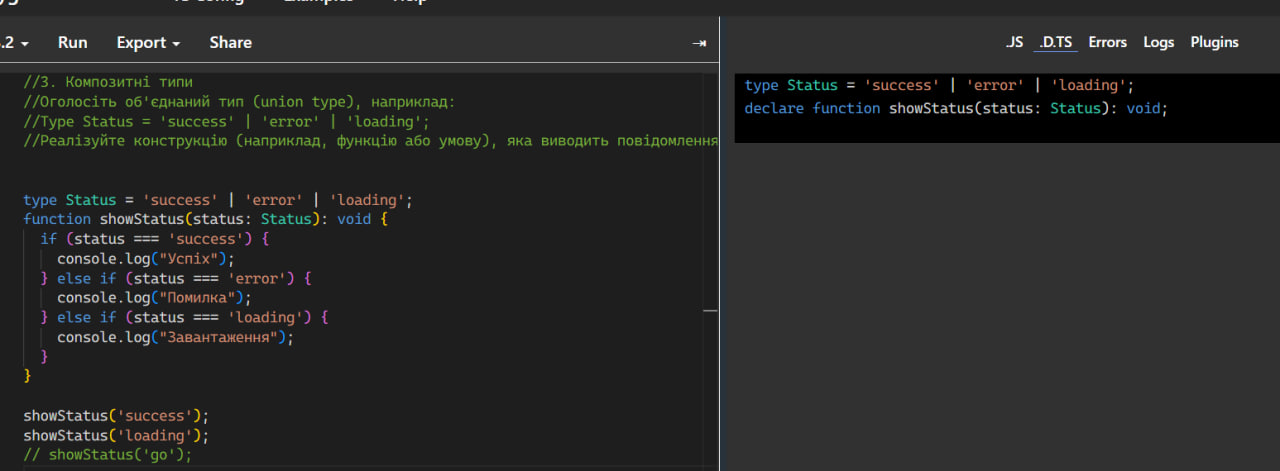 .2 Run Export Share
.JS .D.TS Errors Logs Plugins
//3. Композитні типи
//Оголосіть об'єднаний тип (union type), наприклад:
//Type Status = 'success' | 'error' | 'loading';
//Реалізуйте конструкцію (наприклад, функцію або умову), яка виводить повідомлення
type Status = 'success' | 'error' | 'loading';
function showStatus(status: Status): void {
if (status === 'success') {
console.log("Успіх");
} else if (status === 'error') {
console.log("Помилка");
} else if (status === 'loading') {
console.log("Завантаження");
}
}
showStatus('success');
showStatus('loading');
// showStatus('go');
type Status = 'success' | 'error' | 'loading';
declare function showStatus(status: Status): void;